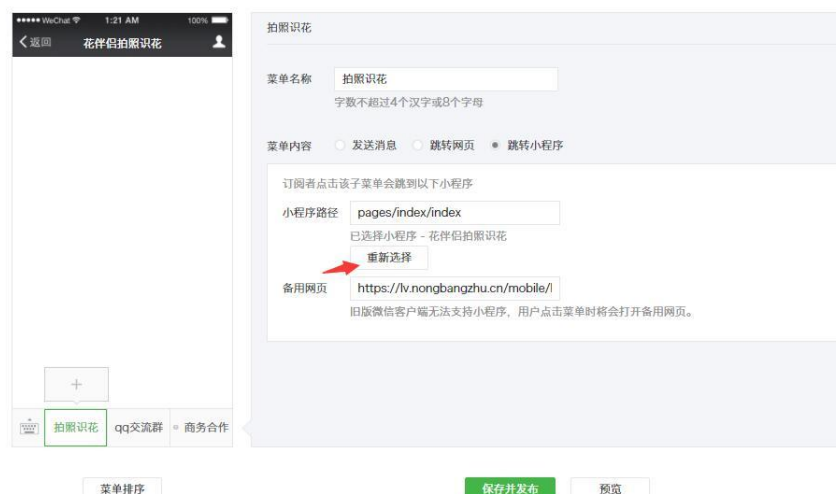 WeChat 1:21 AM 100%
返回 花伴侣拍照识花
拍照识花
菜单名称 拍照识花
字数不超过4个汉字或8个字母
菜单内容 发送消息 跳转网页 跳转小程序
订阅者点击该子菜单会跳到以下小程序
小程序路径 pages/index/index
已选择小程序 - 花伴侣拍照识花
重新选择
备用网页 https://lv.nongbangzhu.cn/mobile/
旧版微信客户端无法支持小程序，用户点击菜单时将会打开备用网页。
+
拍照识花 qq交流群 商务合作
菜单排序 保存并发布 预览